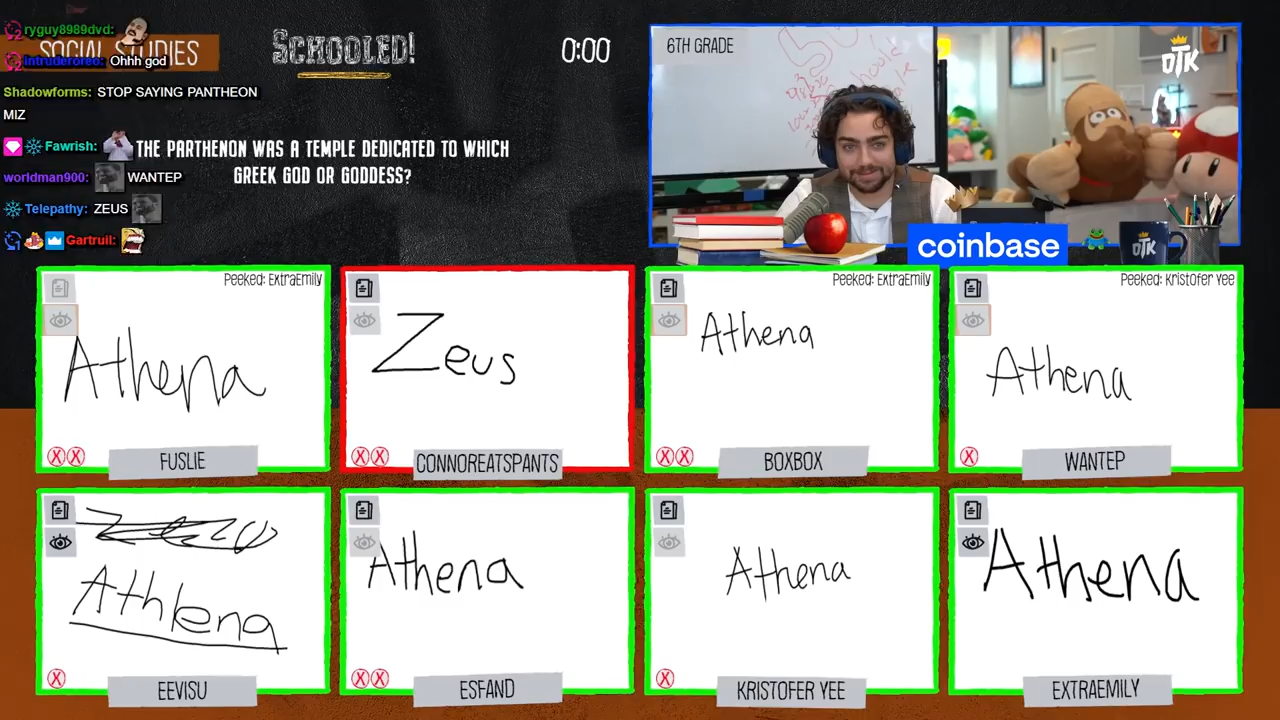 ryguy8989dvd:
SOCIAL STUDIES
Intruderoreo: Ohhh god
Shadowforms: STOP SAYING PANTHEON
MIZ
Fawrish:
worldman900: WANTEP
Telepathy: ZEUS
Gartruil:
SCHOOLED!
0:00
THE PARTHENON WAS A TEMPLE DEDICATED TO WHICH
GREEK GOD OR GODDESS?
6TH GRADE
OTK
coinbase
OTK
Peeked: ExtraEmily
Athena
FUSLIE
Zeus
CONNOREATSPANTS
Peeked: ExtraEmily
Athena
BOXBOX
Peeked: Kristofer Yee
Athena
WANTEP
Athena
EEVISU
Athena
ESFAND
Athena
KRISTOFER YEE
Athena
EXTRAEMILY